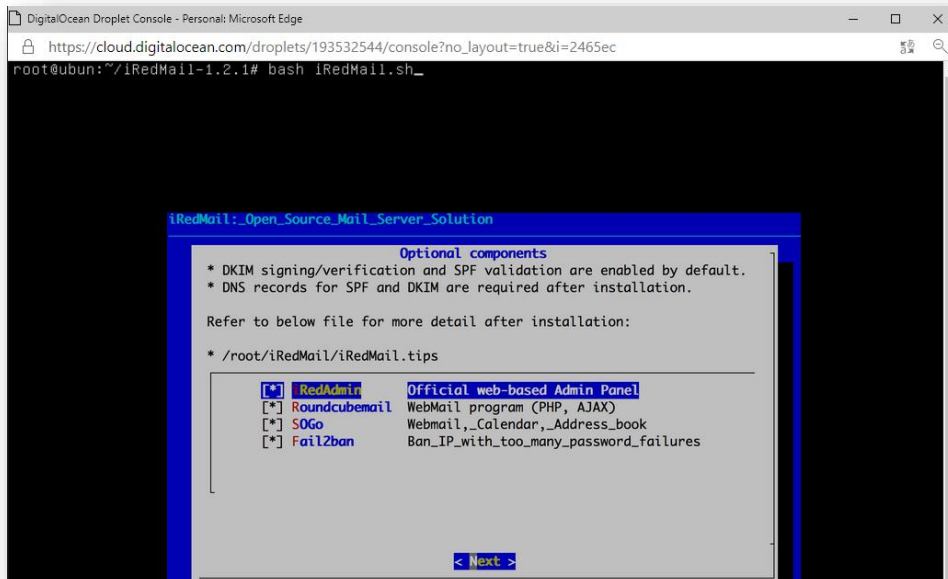 DigitalOcean Droplet Console - Personal: Microsoft Edge
https://cloud.digitalocean.com/droplets/193532544/console?no_layout=true&i=2465ec
root@ubun:~/iRedMail-1.2.1# bash iRedMail.sh_
iRedMail:_Open_Source_Mail_Server_Solution
Optional components
* DKIM signing/verification and SPF validation are enabled by default.
* DNS records for SPF and DKIM are required after installation.
Refer to below file for more detail after installation:
* /root/iRedMail/iRedMail.tips
[*] iRedAdmin Official web-based Admin Panel
[*] Roundcubemail WebMail program (PHP, AJAX)
[*] SOGo Webmail,_Calendar,_Address_book
[*] Fail2ban Ban_IP_with_too_many_password_failures
< Next >